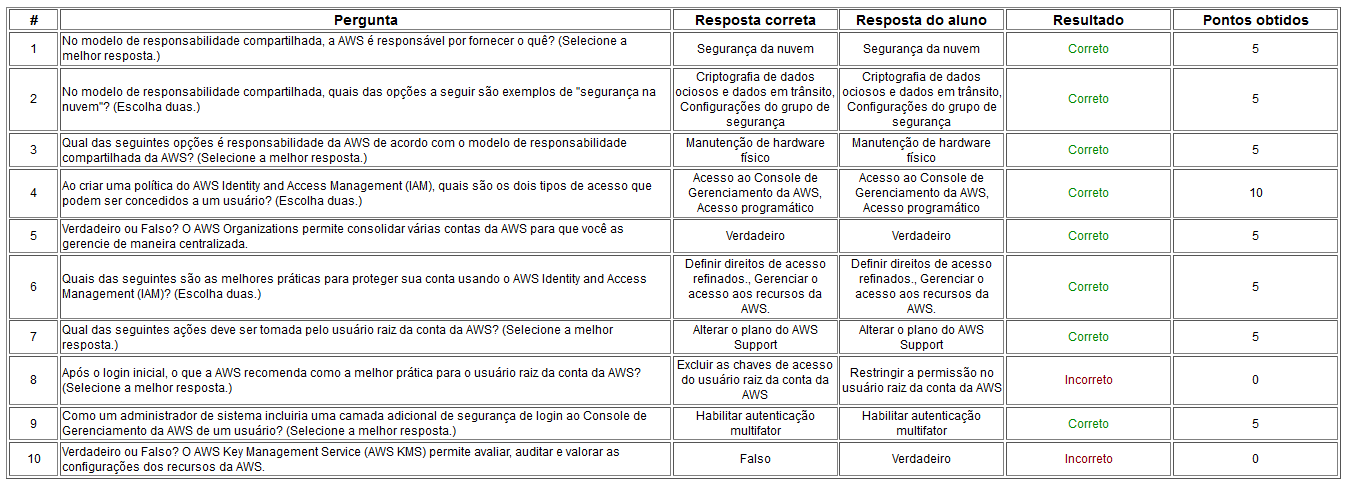 # Pergunta Resposta correta Resposta do aluno Resultado Pontos obtidos
1
No modelo de responsabilidade compartilhada, a AWS é responsável por fornecer o quê? (Selecione a
melhor resposta.)
Segurança da nuvem
Segurança da nuvem
Correto
5
2
No modelo de responsabilidade compartilhada, quais das opções a seguir são exemplos de "segurança na
nuvem"? (Escolha duas.)
Criptografia de dados
ociosos e dados em trânsito,
Configurações do grupo de
segurança
Criptografia de dados
ociosos e dados em trânsito,
Configurações do grupo de
segurança
Correto
5
3
Qual das seguintes opções é responsabilidade da AWS de acordo com o modelo de responsabilidade
compartilhada da AWS? (Selecione a melhor resposta.)
Manutenção de hardware
físico
Manutenção de hardware
físico
Correto
5
4
Ao criar uma política do AWS Identity and Access Management (IAM), quais são os dois tipos de acesso que
podem ser concedidos a um usuário? (Escolha duas.)
Acesso ao Console de
Gerenciamento da AWS,
Acesso programático
Acesso ao Console de
Gerenciamento da AWS,
Acesso programático
Correto
10
5
Verdadeiro ou Falso? O AWS Organizations permite consolidar várias contas da AWS para que você as
gerencie de maneira centralizada.
Verdadeiro
Verdadeiro
Correto
5
6
Quais das seguintes são as melhores práticas para proteger sua conta usando o AWS Identity and Access
Management (IAM)? (Escolha duas.)
Definir direitos de acesso
refinados., Gerenciar o
acesso aos recursos da
AWS.
Definir direitos de acesso
refinados., Gerenciar o
acesso aos recursos da
AWS.
Correto
5
7
Qual das seguintes ações deve ser tomada pelo usuário raiz da conta da AWS? (Selecione a melhor
resposta.)
Alterar o plano do AWS
Support
Alterar o plano do AWS
Support
Correto
5
8
Após o login inicial, o que a AWS recomenda como a melhor prática para o usuário raiz da conta da AWS?
(Selecione a melhor resposta.)
Excluir as chaves de acesso
do usuário raiz da conta da
AWS
Restringir a permissão no
usuário raiz da conta da AWS
Incorreto
0
9
Como um administrador de sistema incluiria uma camada adicional de segurança de login ao Console de
Gerenciamento da AWS de um usuário? (Selecione a melhor resposta.)
Habilitar autenticação
multifator
Habilitar autenticação
multifator
Correto
5
10
Verdadeiro ou Falso? O AWS Key Management Service (AWS KMS) permite avaliar, auditar e valorar as
configurações dos recursos da AWS.
Falso
Verdadeiro
Incorreto
0